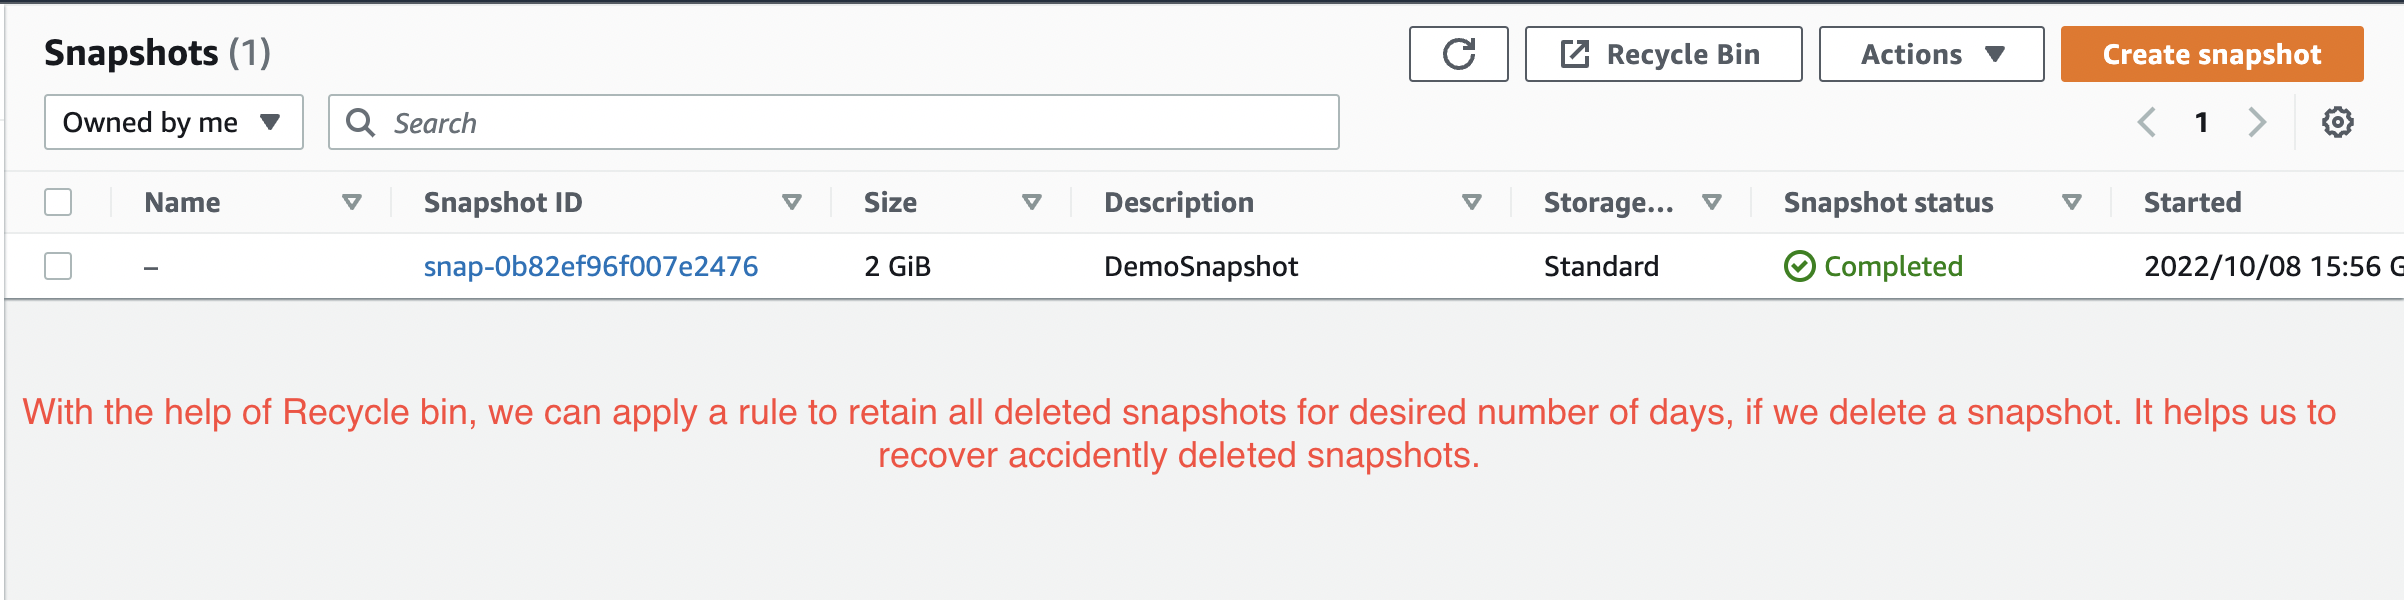 Snapshots (1)
Recycle Bin
Actions
Create snapshot
Owned by me
Search
1
Name
Snapshot ID
Size
Description
Storage...
Snapshot status
Started
–
snap-0b82ef96f007e2476
2 GiB
DemoSnapshot
Standard
Completed
2022/10/08 15:56 G
With the help of Recycle bin, we can apply a rule to retain all deleted snapshots for desired number of days, if we delete a snapshot. It helps us to
recover accidently deleted snapshots.